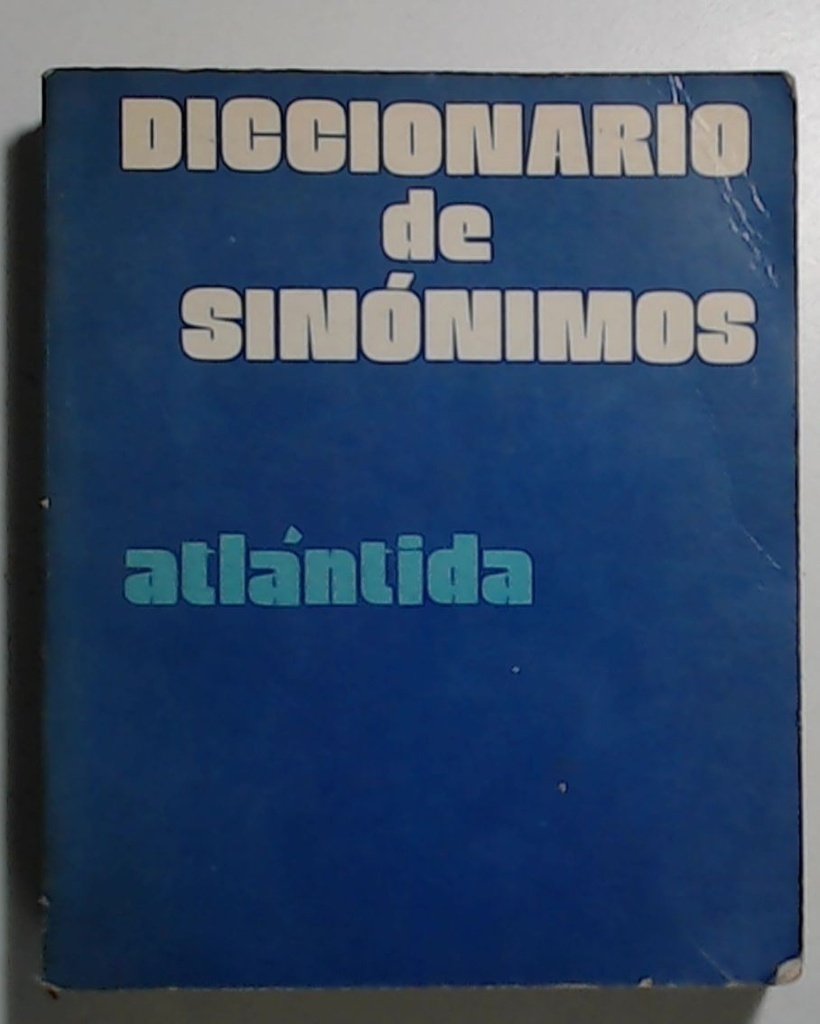 DICCIONARIO
de
SINÓNIMOS
atlántida